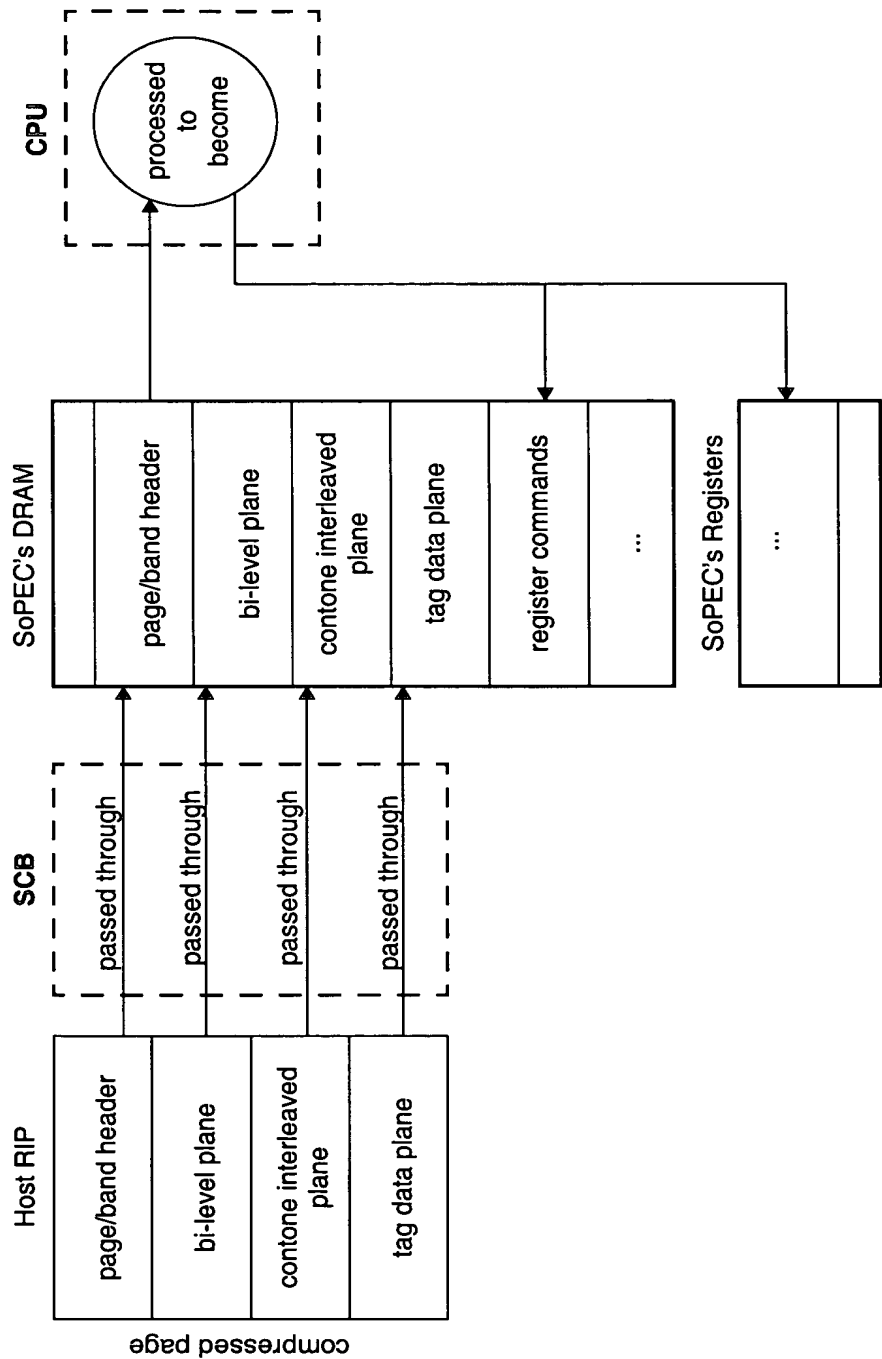 Host RIP
compressed page
page/band header
bi-level plane
contone interleaved
plane
tag data plane
SCB
passed through
passed through
passed through
passed through
SoPEC's DRAM
page/band header
bi-level plane
contone interleaved
plane
tag data plane
register commands
...
SoPEC's Registers
...
CPU
processed
to
become